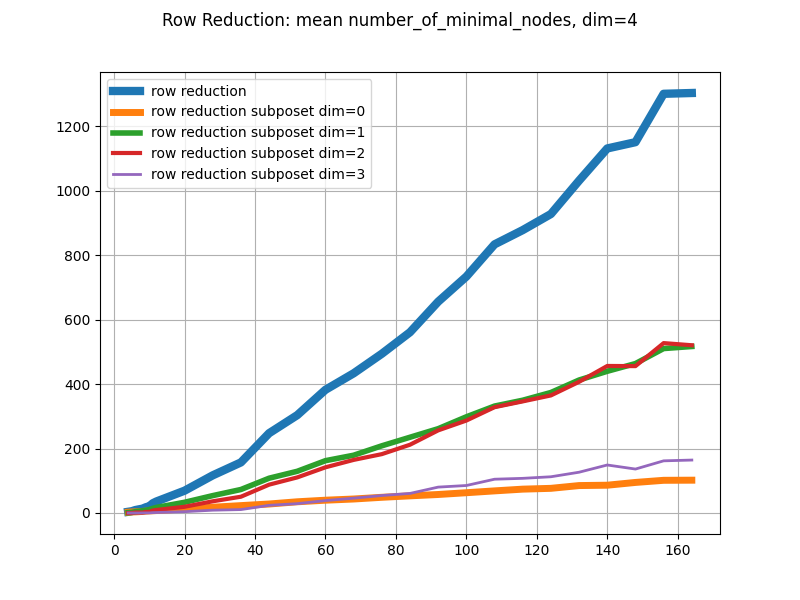 Row Reduction: mean number_of_minimal_nodes, dim=4
row reduction
row reduction subposet dim=0
row reduction subposet dim=1
row reduction subposet dim=2
row reduction subposet dim=3
1200
1000
800
600
400
200
0
0 20 40 60 80 100 120 140 160